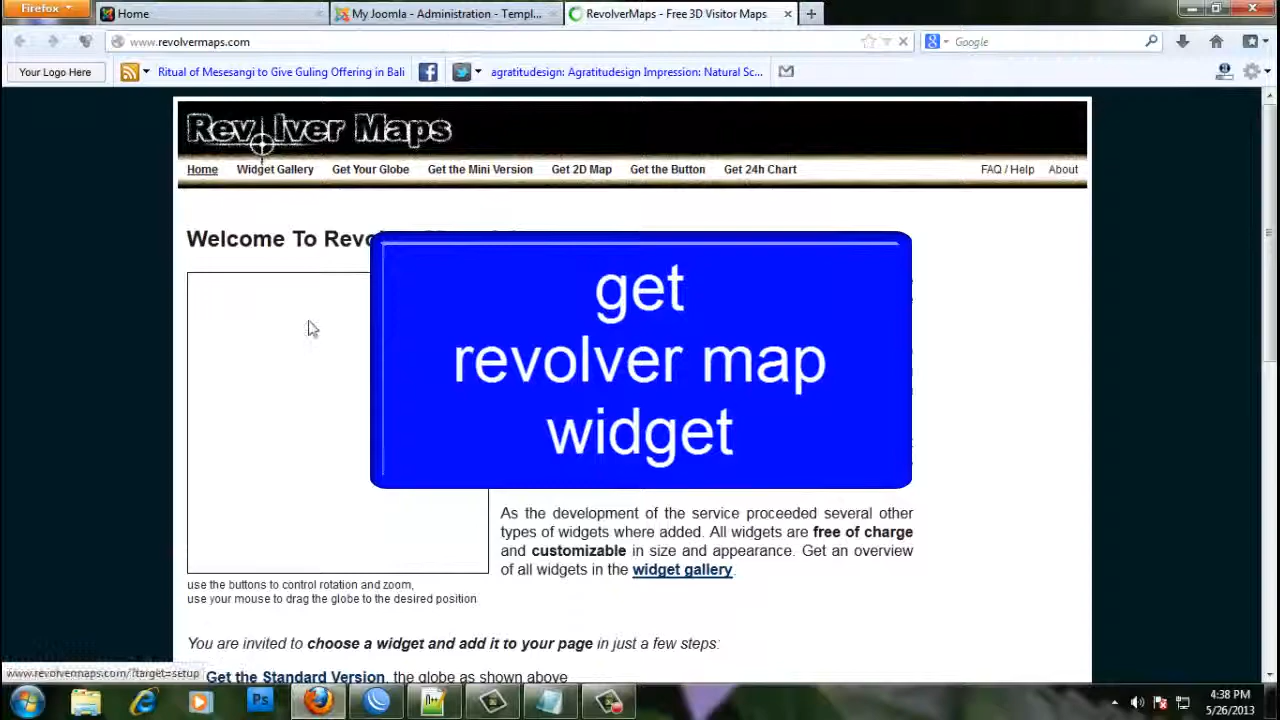 Firefox
Home
My Joomla - Administration - Templ...
RevolverMaps - Free 3D Visitor Maps
www.revolvermaps.com
Google
Your Logo Here
Ritual of Mesesangi to Give Guling Offering in Bali
agratitudesign: Agratitudesign Impression: Natural Sc...
Revolver Maps
Home
Widget Gallery
Get Your Globe
Get the Mini Version
Get 2D Map
Get the Button
Get 24h Chart
FAQ / Help
About
Welcome To
get
revolver map
widget
As the development of the service proceeded several other
types of widgets where added. All widgets are free of charge
and customizable in size and appearance. Get an overview
of all widgets in the widget gallery.
use the buttons to control rotation and zoom,
use your mouse to drag the globe to the desired position
You are invited to choose a widget and add it to your page in just a few steps:
www.revolvermaps.com/?target=setup
Get the Standard Version, the globe as shown above
4:38 PM
5/26/2013